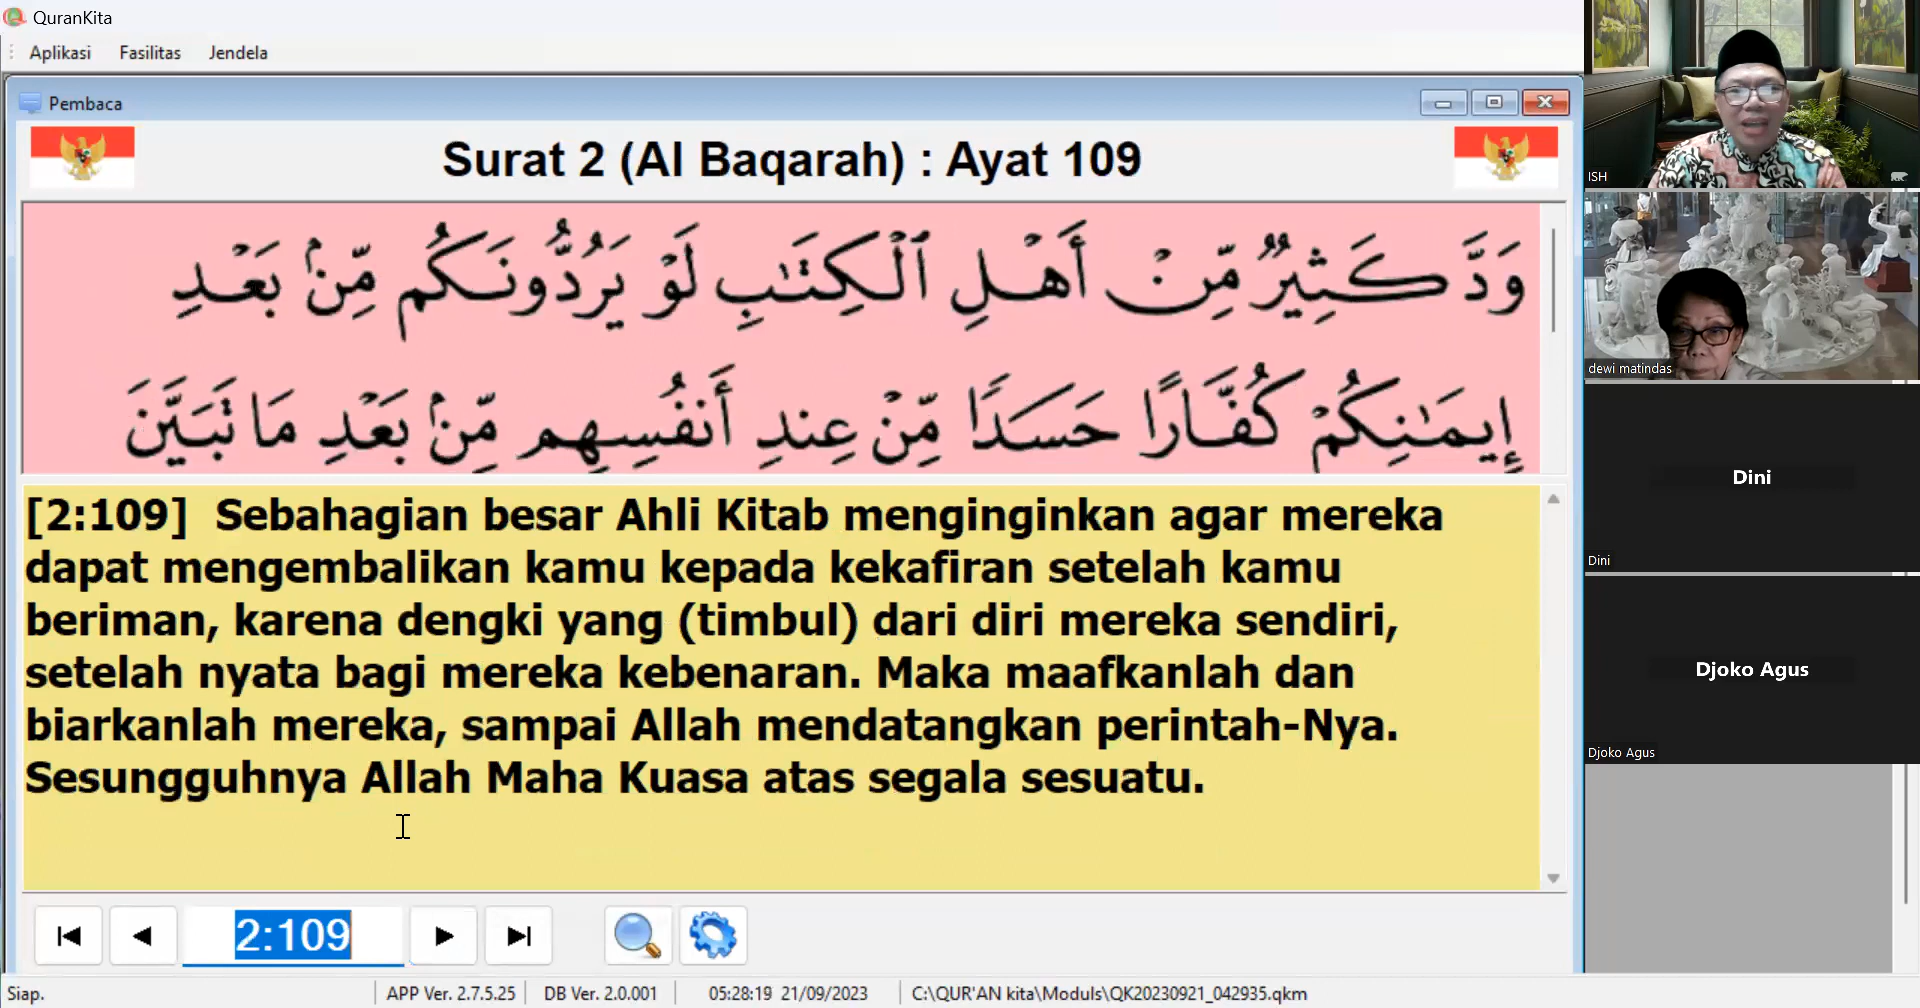 QuranKita
Aplikasi Fasilitas Jendela
Pembaca
Surat 2 (Al Baqarah) : Ayat 109
وَدَّ كَثِيرٌ مِّنْ أَهْلِ ٱلْكِتَٰبِ لَوْ يَرُدُّونَكُم مِّنۢ بَعْدِ
إِيمَٰنِكُمْ كُفَّارًا حَسَدًا مِّنْ عِندِ أَنفُسِهِم مِّنۢ بَعْدِ مَا تَبَيَّنَ
[2:109] Sebahagian besar Ahli Kitab menginginkan agar mereka
dapat mengembalikan kamu kepada kekafiran setelah kamu
beriman, karena dengki yang (timbul) dari diri mereka sendiri,
setelah nyata bagi mereka kebenaran. Maka maafkanlah dan
biarkanlah mereka, sampai Allah mendatangkan perintah-Nya.
Sesungguhnya Allah Maha Kuasa atas segala sesuatu.
2:109
Siap. APP Ver. 2.7.5.25 DB Ver. 2.0.001 05:28:19 21/09/2023 C:\QUR'AN kita\Moduls\QK20230921_042935.qkm
ISH
dewi matindas
Dini
Dini
Djoko Agus
Djoko Agus